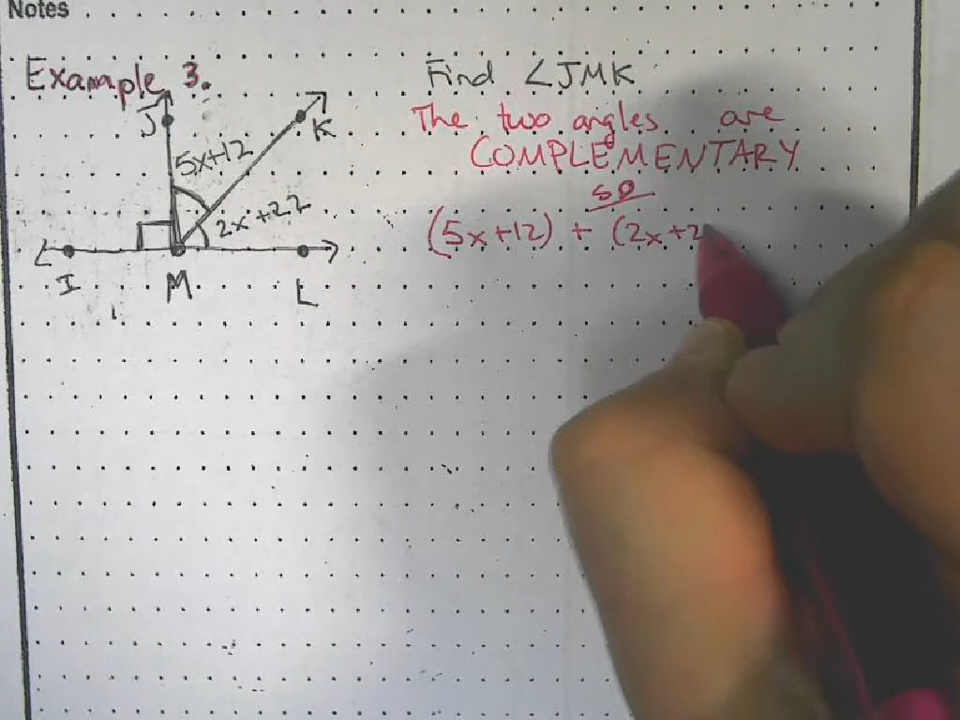 Notes
Example 3.
Find ∠JMK
The two angles are
COMPLEMENTARY
so
(5x+12) + (2x+2
J
K
5x+12
2x+22
I
M
L